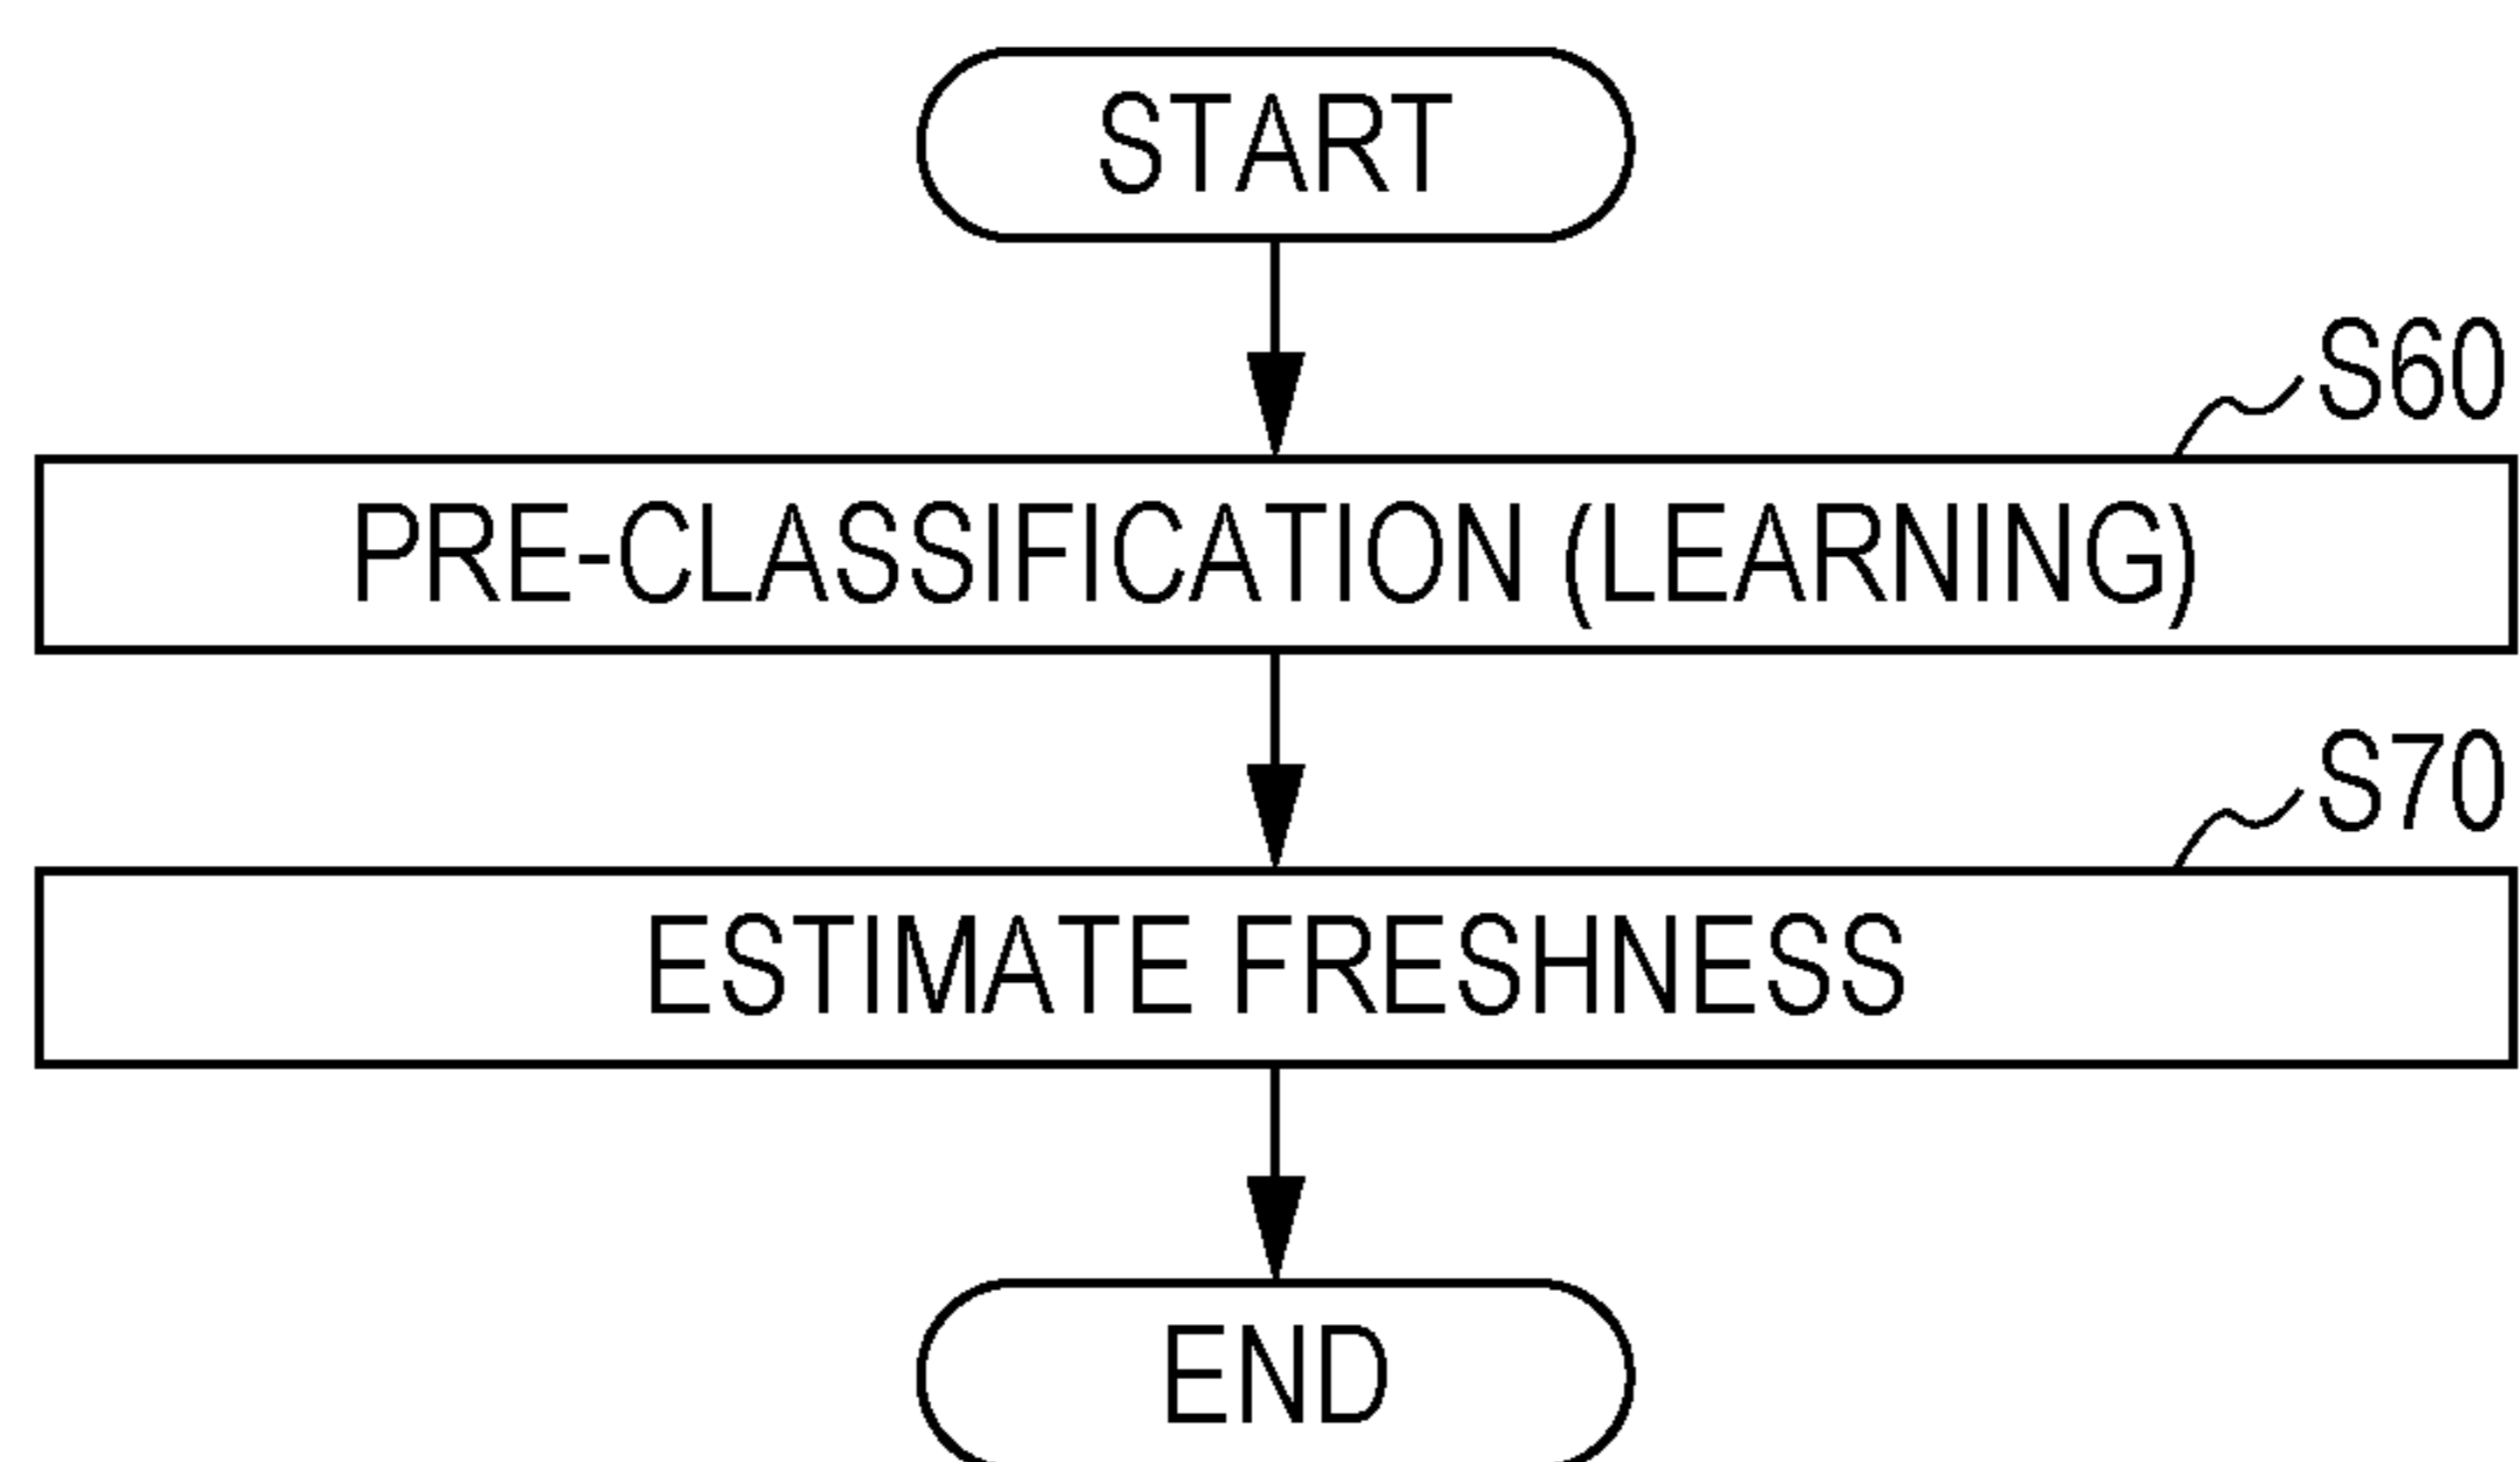 START
S60
PRE-CLASSIFICATION (LEARNING)
S70
ESTIMATE FRESHNESS
END